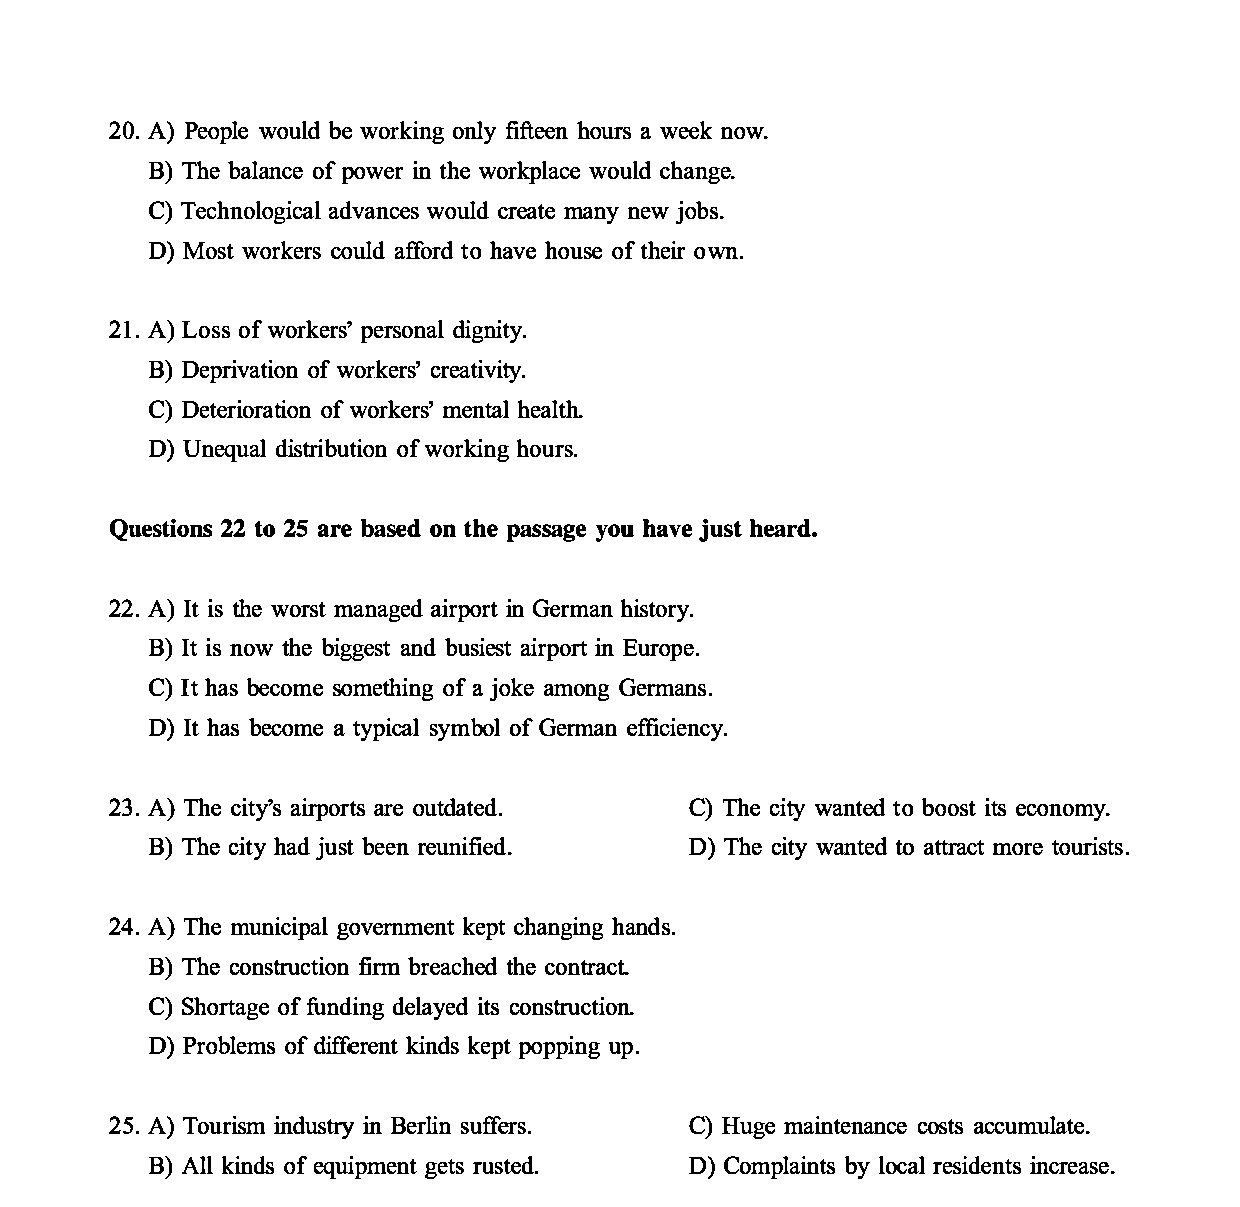 20. A) People would be working only fifteen hours a week now.
B) The balance of power in the workplace would change.
C) Technological advances would create many new jobs.
D) Most workers could afford to have house of their own.
21. A) Loss of workers’ personal dignity.
B) Deprivation of workers’ creativity.
C) Deterioration of workers’ mental health.
D) Unequal distribution of working hours.
Questions 22 to 25 are based on the passage you have just heard.
22. A) It is the worst managed airport in German history.
B) It is now the biggest and busiest airport in Europe.
C) It has become something of a joke among Germans.
D) It has become a typical symbol of German efficiency.
23. A) The city’s airports are outdated. C) The city wanted to boost its economy.
B) The city had just been reunified. D) The city wanted to attract more tourists.
24. A) The municipal government kept changing hands.
B) The construction firm breached the contract.
C) Shortage of funding delayed its construction.
D) Problems of different kinds kept popping up.
25. A) Tourism industry in Berlin suffers. C) Huge maintenance costs accumulate.
B) All kinds of equipment gets rusted. D) Complaints by local residents increase.